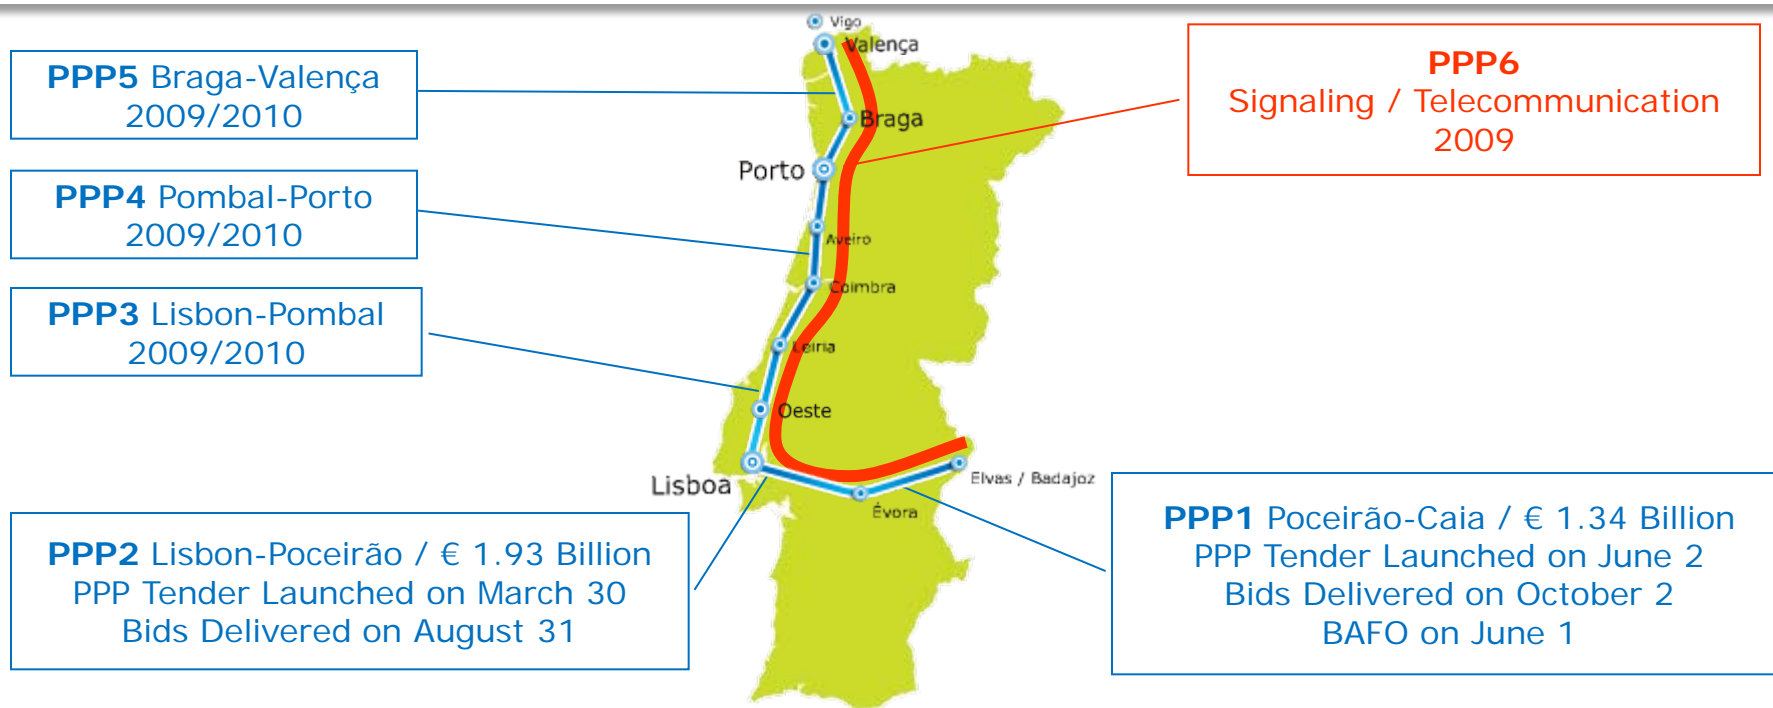 Vigo
Valença
Braga
Porto
Aveiro
Coimbra
Leiria
Oeste
Lisboa
Évora
Elvas / Badajoz
PPP5 Braga-Valença
2009/2010
PPP4 Pombal-Porto
2009/2010
PPP3 Lisbon-Pombal
2009/2010
PPP6
Signaling / Telecommunication
2009
PPP2 Lisbon-Poceirão / € 1.93 Billion
PPP Tender Launched on March 30
Bids Delivered on August 31
PPP1 Poceirão-Caia / € 1.34 Billion
PPP Tender Launched on June 2
Bids Delivered on October 2
BAFO on June 1